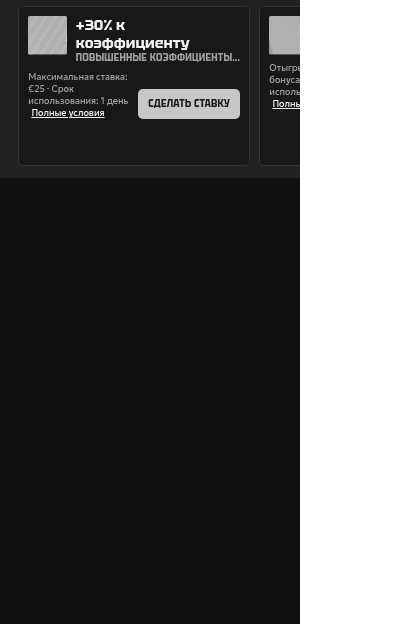 +30% к
коэффициенту
ПОВЫШЕННЫЕ КОЭФФИЦИЕНТЫ...
Максимальная ставка:
€25 · Срок
использования: 1 день
Полные условия
СДЕЛАТЬ СТАВКУ